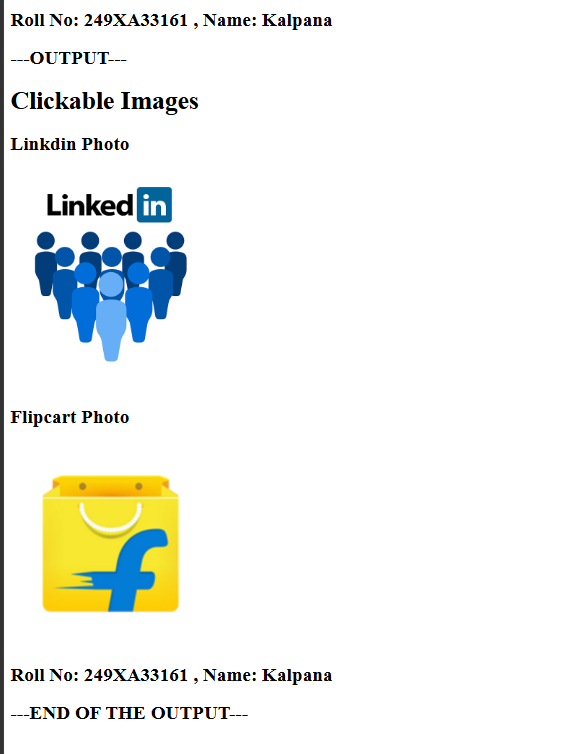 Roll No: 249XA33161 , Name: Kalpana
---OUTPUT---
Clickable Images
Linkdin Photo
Linked in
Flipcart Photo
f
Roll No: 249XA33161 , Name: Kalpana
---END OF THE OUTPUT---